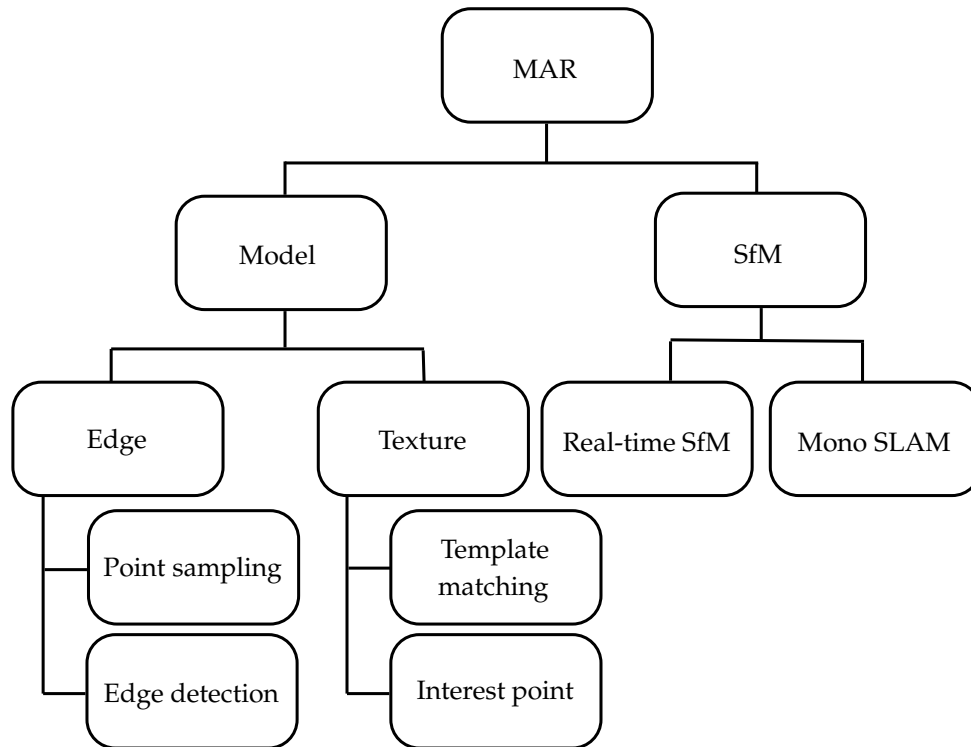 MAR
Model
SfM
Edge
Texture
Real-time SfM
Mono SLAM
Point sampling
Template
matching
Edge detection
Interest point